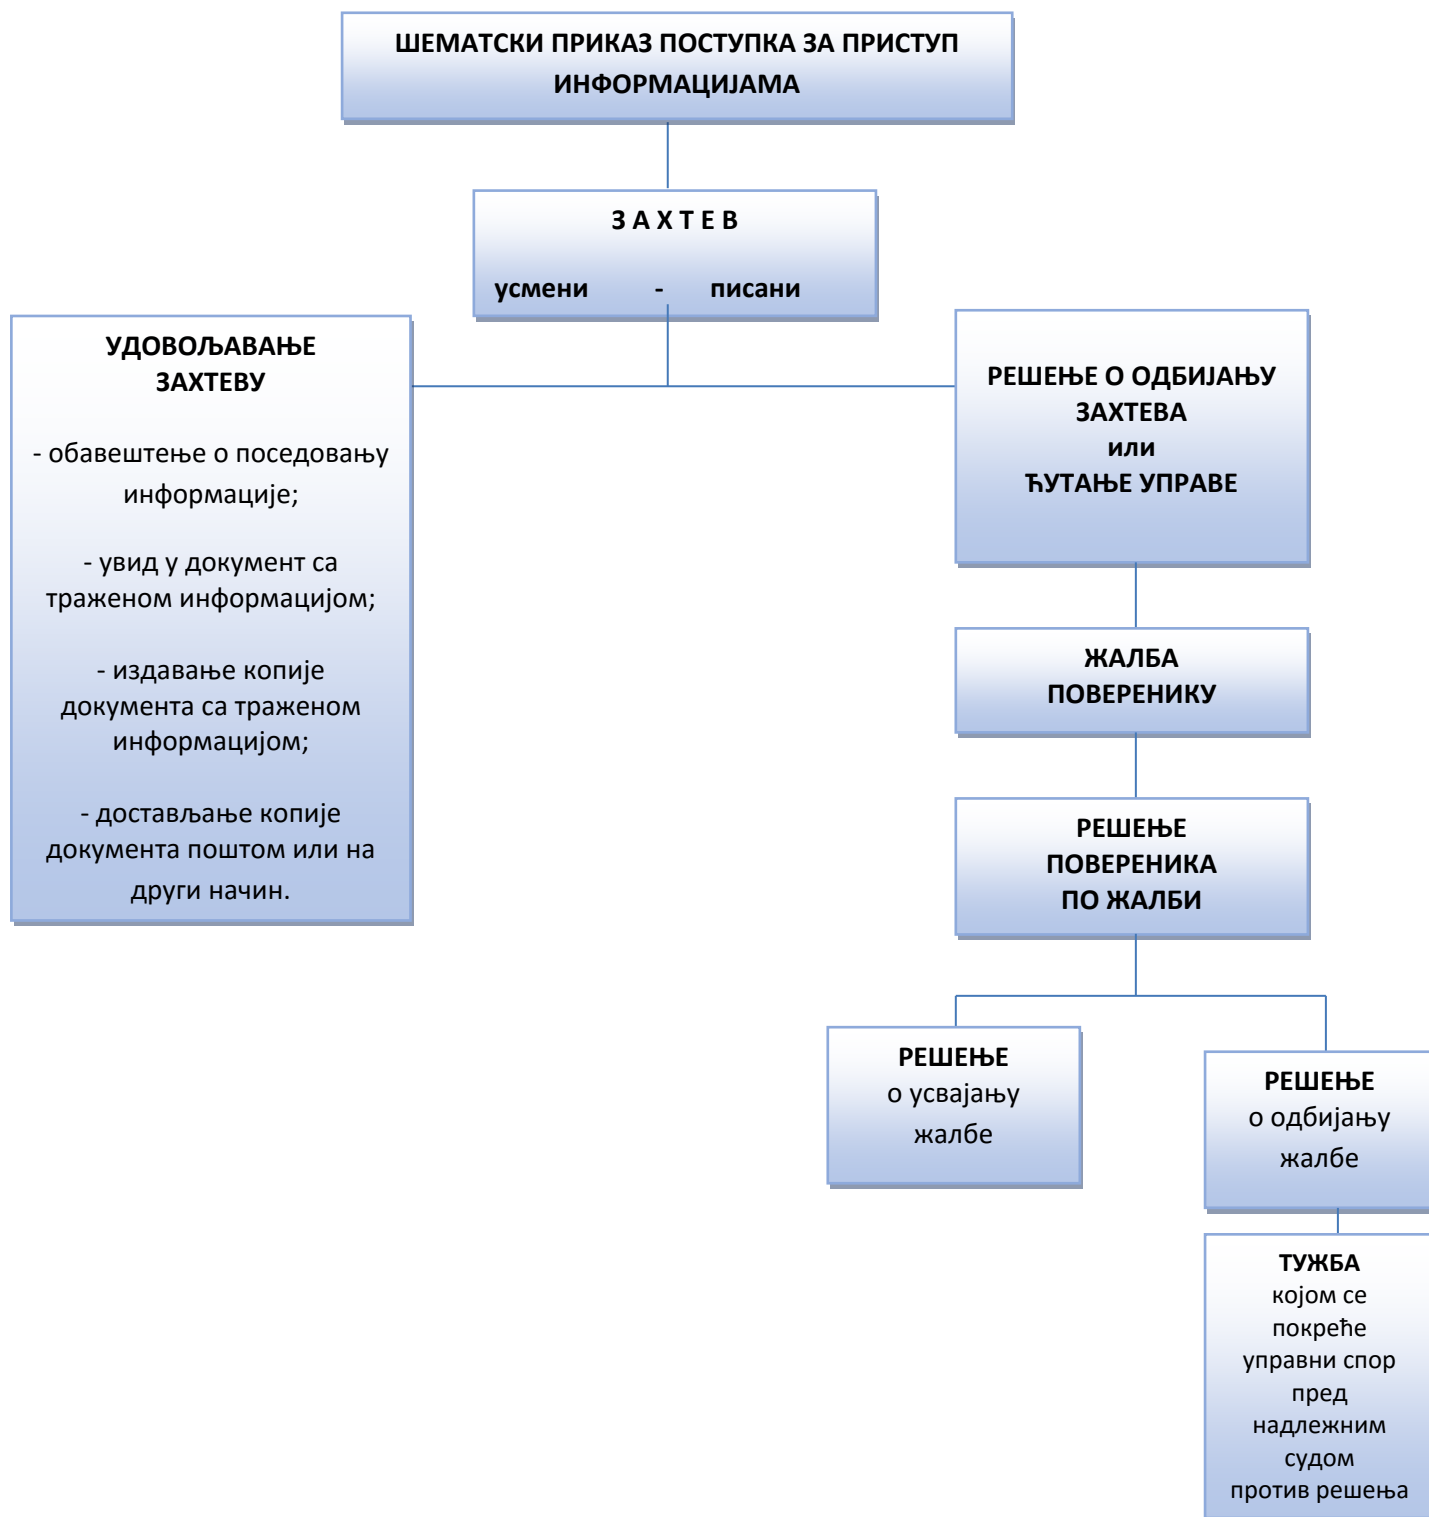 ШЕМАТСКИ ПРИКАЗ ПОСТУПКА ЗА ПРИСТУП
ИНФОРМАЦИЈАМА
З А Х Т Е В
усмени - писани
УДОВОЉАВАЊЕ
ЗАХТЕВУ
- обавештење о поседовању
информације;
- увид у документ са
траженом информацијом;
- издавање копије
документа са траженом
информацијом;
- достављање копије
документа поштом или на
други начин.
РЕШЕЊЕ О ОДБИЈАЊУ
ЗАХТЕВА
или
ЋУТАЊЕ УПРАВЕ
ЖАЛБА
ПОВЕРЕНИКУ
РЕШЕЊЕ
ПОВЕРЕНИКА
ПО ЖАЛБИ
РЕШЕЊЕ
о усвајању
жалбе
РЕШЕЊЕ
о одбијању
жалбе
ТУЖБА
којом се
покреће
управни спор
пред
надлежним
судом
против решења